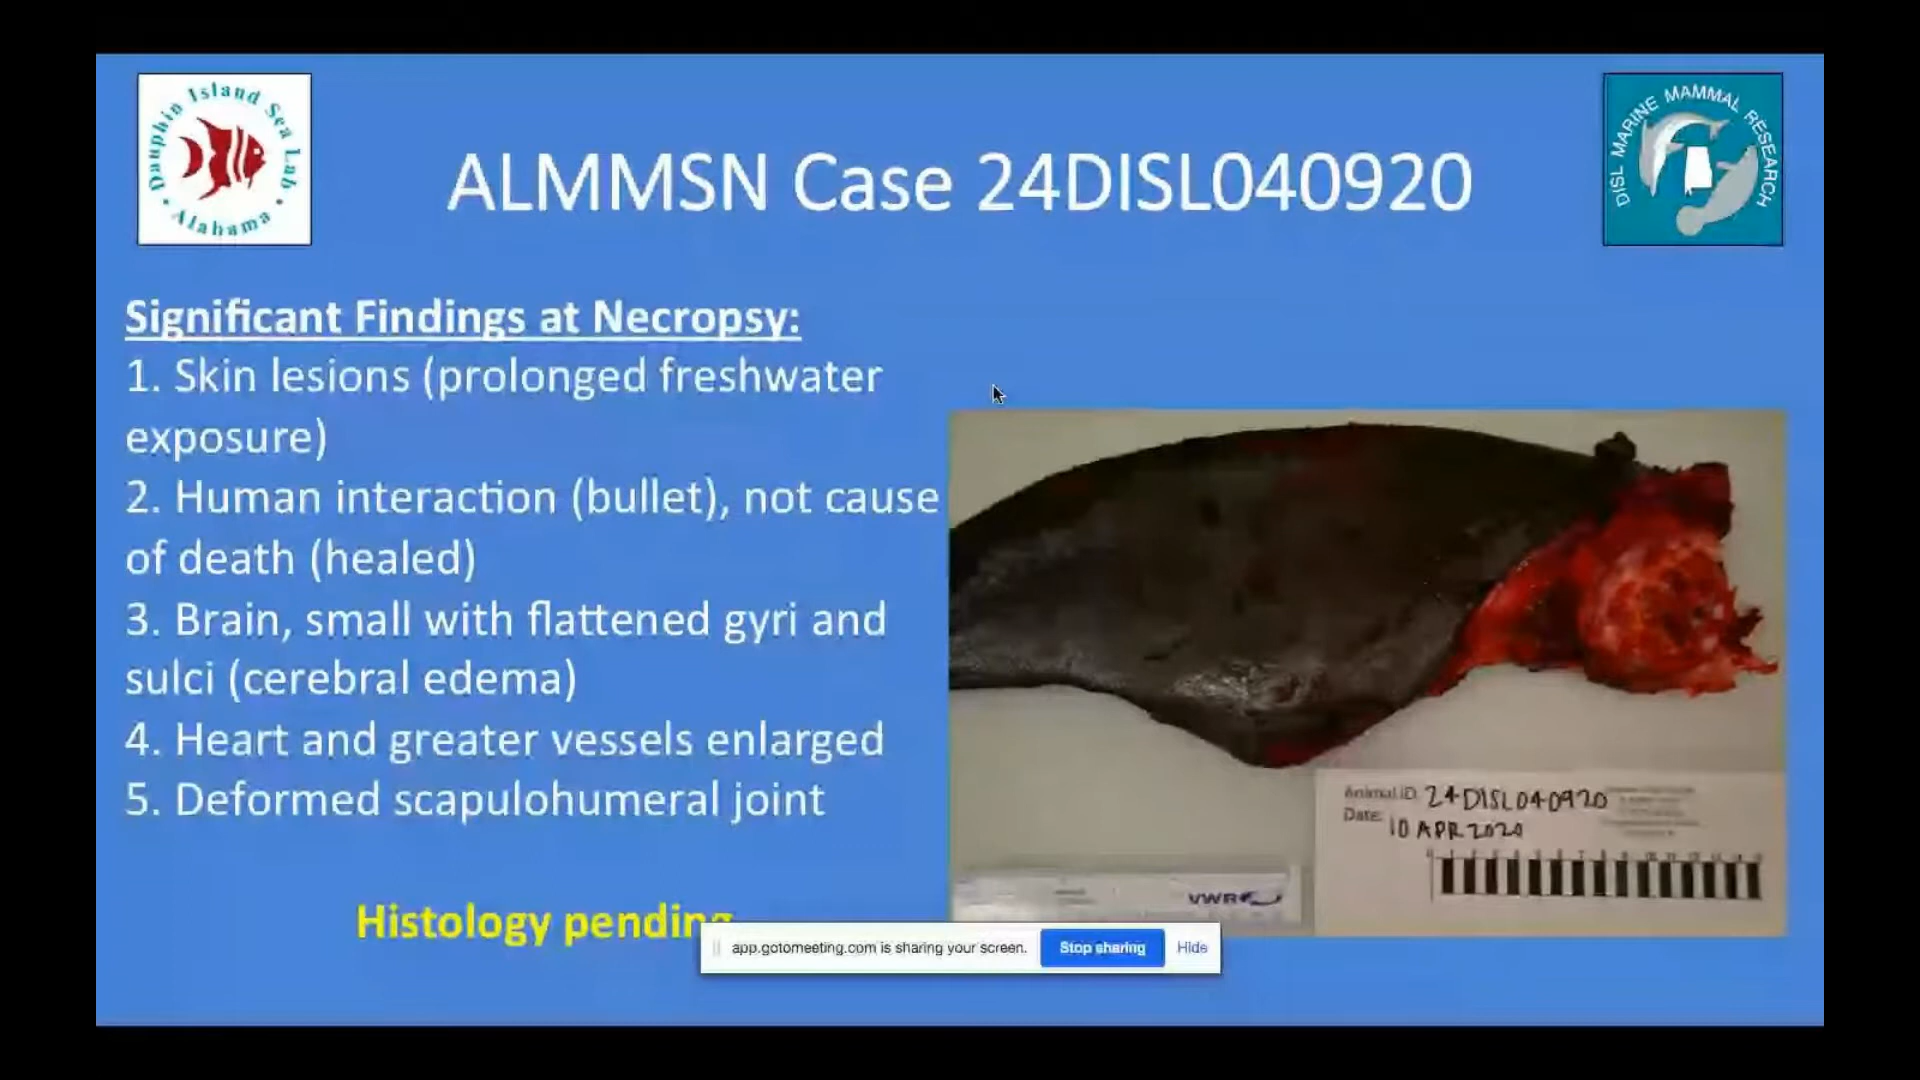 Dauphin Island Sea Lab
Alabama
DISL MARINE MAMMAL RESEARCH
ALMMSN Case 24DISL040920
Significant Findings at Necropsy:
1. Skin lesions (prolonged freshwater
exposure)
2. Human interaction (bullet), not cause
of death (healed)
3. Brain, small with flattened gyri and
sulci (cerebral edema)
4. Heart and greater vessels enlarged
5. Deformed scapulohumeral joint
Animal ID: 24DISL040920
Date: 10 APR 2020
VWR
Histology pending
app.gotomeeting.com is sharing your screen.
Stop sharing
Hide